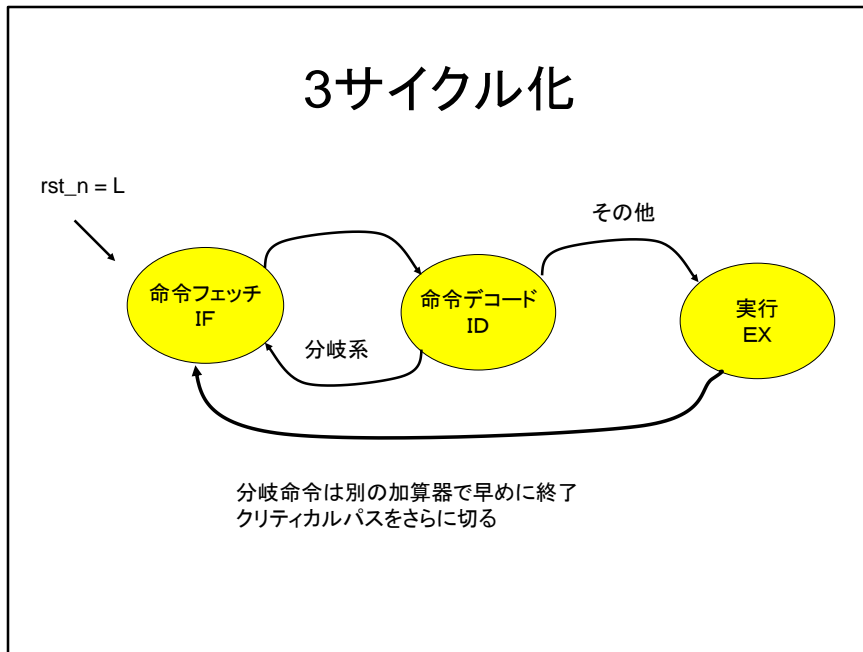 3サイクル化
rst_n = L
その他
命令フェッチ
IF
命令デコード
ID
実行
EX
分岐系
分岐命令は別の加算器で早めに終了
クリティカルパスをさらに切る